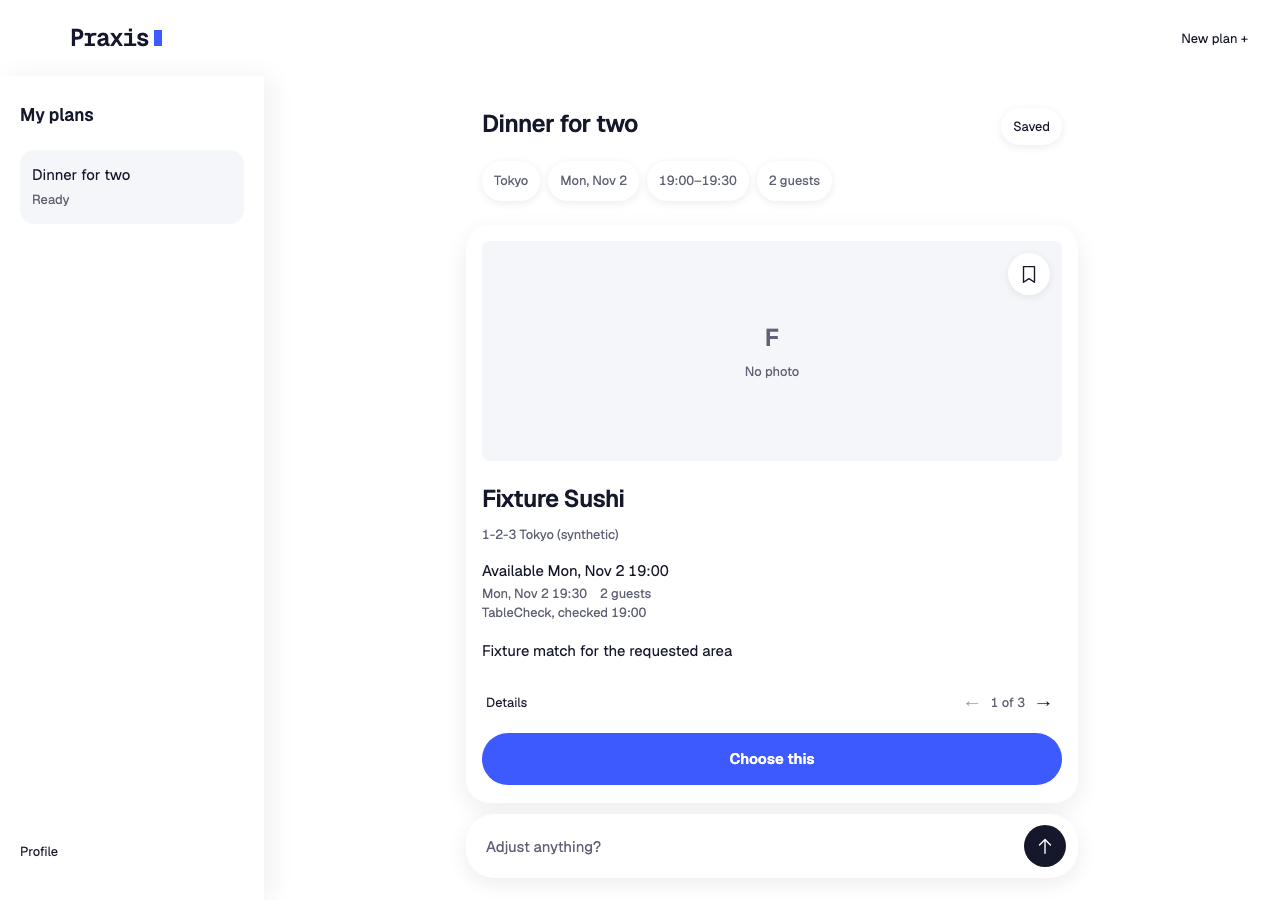 Praxis
New plan +
My plans
Dinner for two
Ready
Profile
Dinner for two
Saved
Tokyo
Mon, Nov 2
19:00–19:30
2 guests
F
No photo
Fixture Sushi
1-2-3 Tokyo (synthetic)
Available Mon, Nov 2 19:00
Mon, Nov 2 19:30 2 guests
TableCheck, checked 19:00
Fixture match for the requested area
Details
← 1 of 3 →
Choose this
Adjust anything?